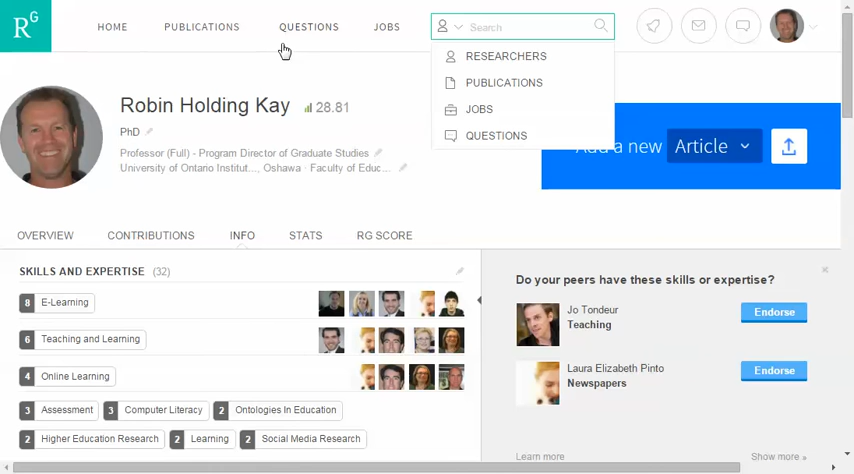 RG
HOME PUBLICATIONS QUESTIONS JOBS Search
RESEARCHERS
PUBLICATIONS
JOBS
QUESTIONS
Robin Holding Kay 28.81
PhD
Professor (Full) - Program Director of Graduate Studies
University of Ontario Institut..., Oshawa · Faculty of Educ...
Add a new Article
OVERVIEW CONTRIBUTIONS INFO STATS RG SCORE
SKILLS AND EXPERTISE (32)
8 E-Learning
6 Teaching and Learning
4 Online Learning
3 Assessment 3 Computer Literacy 2 Ontologies In Education
2 Higher Education Research 2 Learning 2 Social Media Research
Do your peers have these skills or expertise?
Jo Tondeur
Teaching
Endorse
Laura Elizabeth Pinto
Newspapers
Endorse
Learn more Show more »